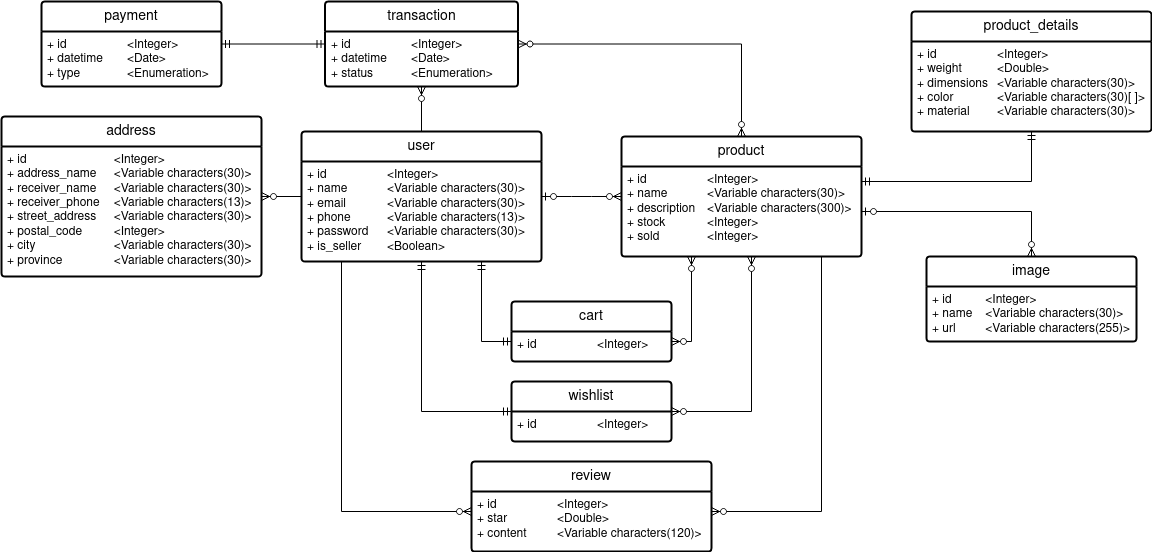 payment
+ id <Integer>
+ datetime <Date>
+ type <Enumeration>
transaction
+ id <Integer>
+ datetime <Date>
+ status <Enumeration>
product_details
+ id <Integer>
+ weight <Double>
+ dimensions <Variable characters(30)>
+ color <Variable characters(30)[ ]>
+ material <Variable characters(30)>
address
+ id <Integer>
+ address_name <Variable characters(30)>
+ receiver_name <Variable characters(30)>
+ receiver_phone <Variable characters(13)>
+ street_address <Variable characters(30)>
+ postal_code <Integer>
+ city <Variable characters(30)>
+ province <Variable characters(30)>
user
+ id <Integer>
+ name <Variable characters(30)>
+ email <Variable characters(30)>
+ phone <Variable characters(13)>
+ password <Variable characters(30)>
+ is_seller <Boolean>
product
+ id <Integer>
+ name <Variable characters(30)>
+ description <Variable characters(300)>
+ stock <Integer>
+ sold <Integer>
image
+ id <Integer>
+ name <Variable characters(30)>
+ url <Variable characters(255)>
cart
+ id <Integer>
wishlist
+ id <Integer>
review
+ id <Integer>
+ star <Double>
+ content <Variable characters(120)>